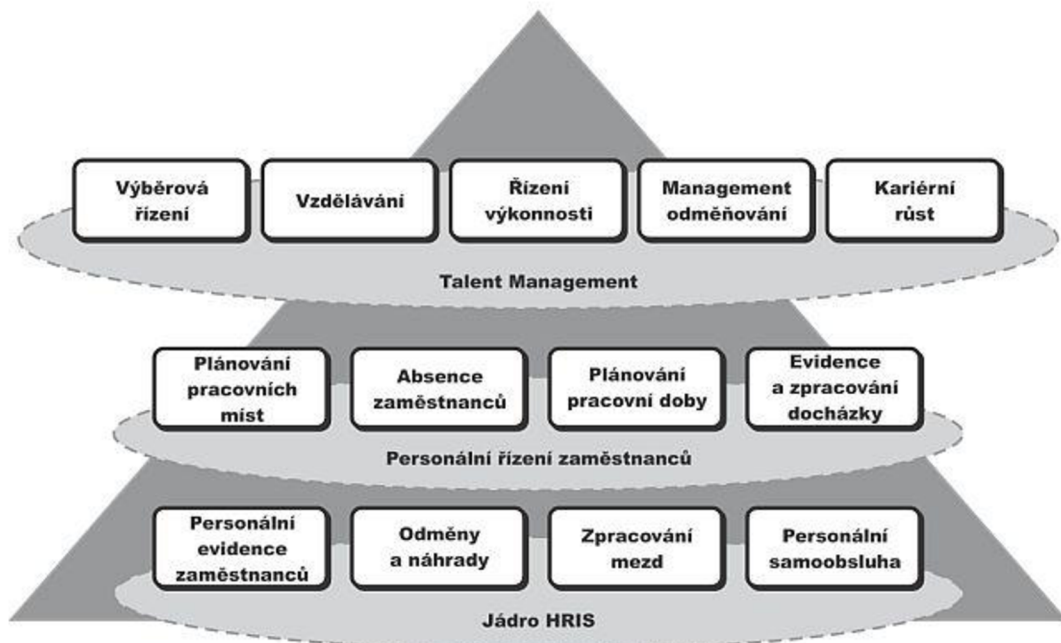 Výběrová
řízení
Vzdělávání
Řízení
výkonnosti
Management
odměňování
Kariérní
růst
Talent Management
Plánování
pracovních
míst
Absence
zaměstnanců
Plánování
pracovní doby
Evidence
a zpracování
docházky
Personální řízení zaměstnanců
Personální
evidence
zaměstnanců
Odměny
a náhrady
Zpracování
mezd
Personální
samoobsluha
Jádro HRIS